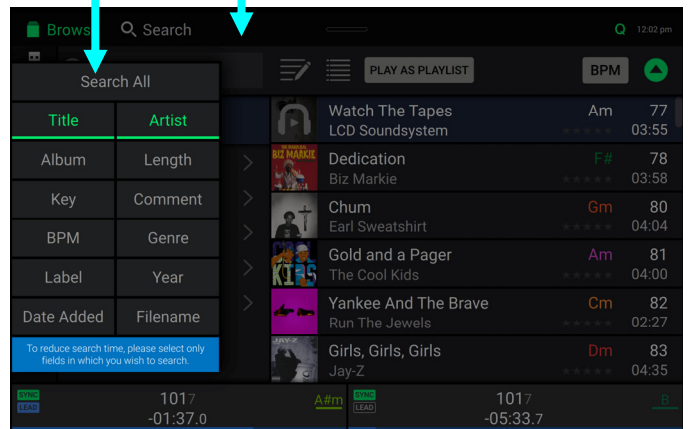 Brows
Search
Q
12:02 pm
PLAY AS PLAYLIST
BPM
Search All
Title
Artist
Album
Length
Key
Comment
BPM
Genre
Label
Year
Date Added
Filename
To reduce search time, please select only
fields in which you wish to search.
Watch The Tapes
Am
77
LCD Soundsystem
03:55
BIZ MARKIE
Dedication
F#
78
Biz Markie
03:58
Chum
Gm
80
Earl Sweatshirt
04:04
KIDS
Gold and a Pager
Am
81
The Cool Kids
04:00
Yankee And The Brave
Cm
82
Run The Jewels
02:27
JAY-Z
Girls, Girls, Girls
Dm
83
Jay-Z
04:35
SYNC
LEAD
1017
-01:37.0
A#m
SYNC
LEAD
1017
-05:33.7
B